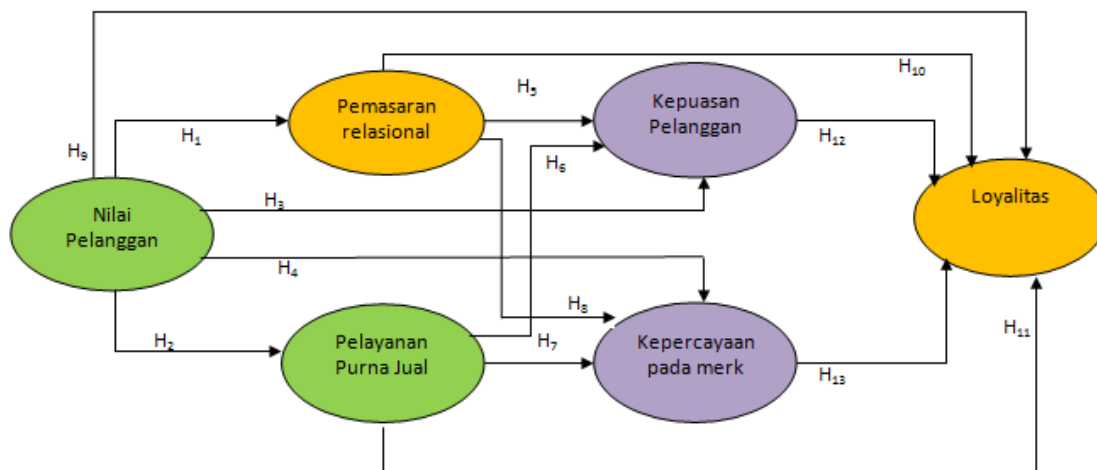 H₁₀
H₅
Pemasaran
relasional
Kepuasan
Pelanggan
H₁
H₁₂
H₉
H₆
H₃
Nilai
Pelanggan
Loyalitas
H₄
H₈
H₂
H₇
H₁₁
Pelayanan
Purna Jual
Kepercayaan
pada merk
H₁₃